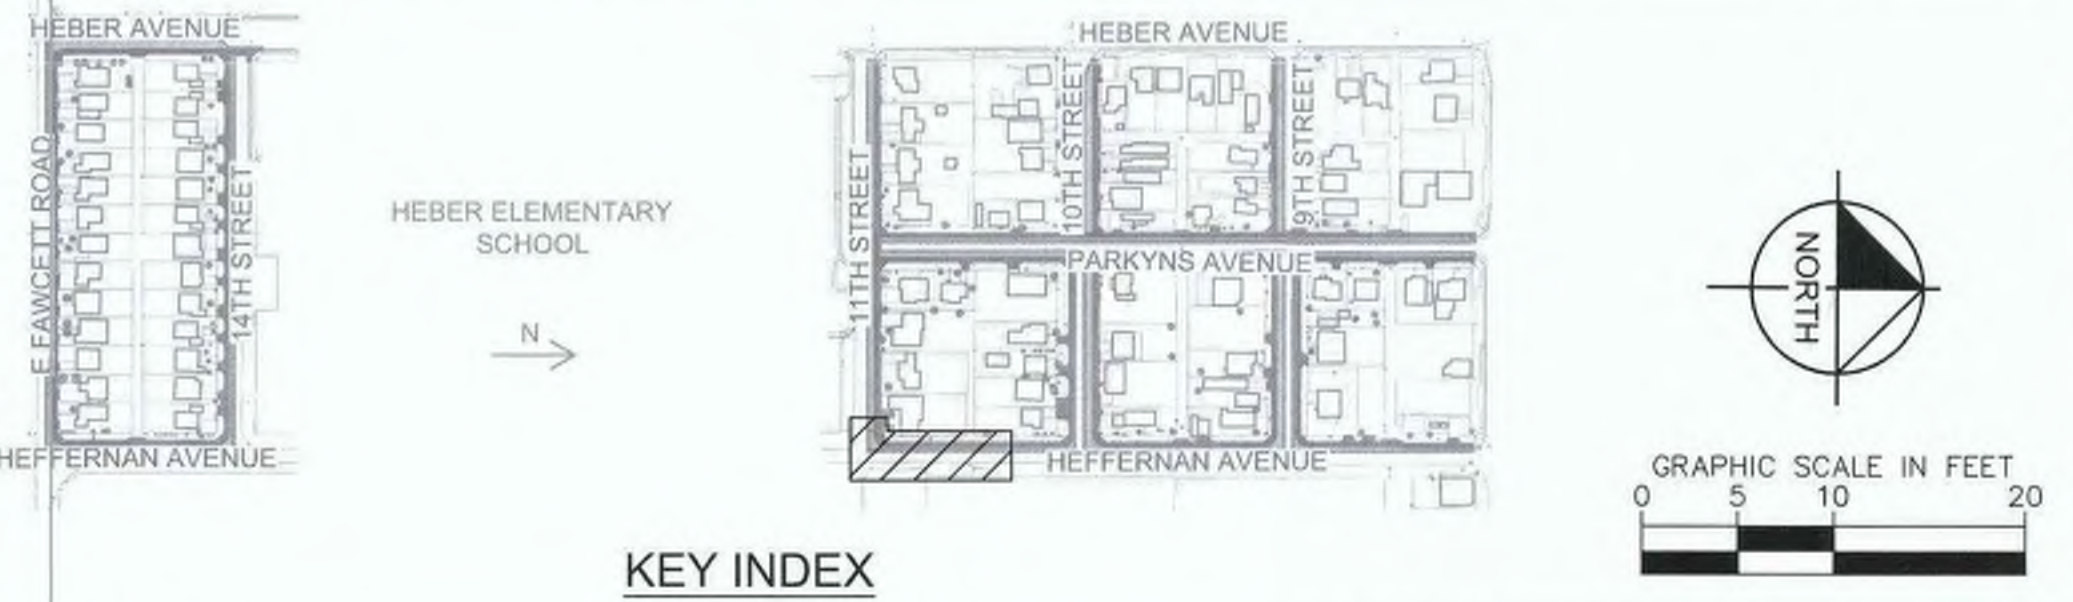 HEBER AVENUE
E FAWCETT ROAD
14TH STREET
HEFFERNAN AVENUE
HEBER ELEMENTARY
SCHOOL
N
HEBER AVENUE
11TH STREET
10TH STREET
9TH STREET
PARKYNS AVENUE
HEFFERNAN AVENUE
KEY INDEX
NORTH
GRAPHIC SCALE IN FEET
0 5 10 20